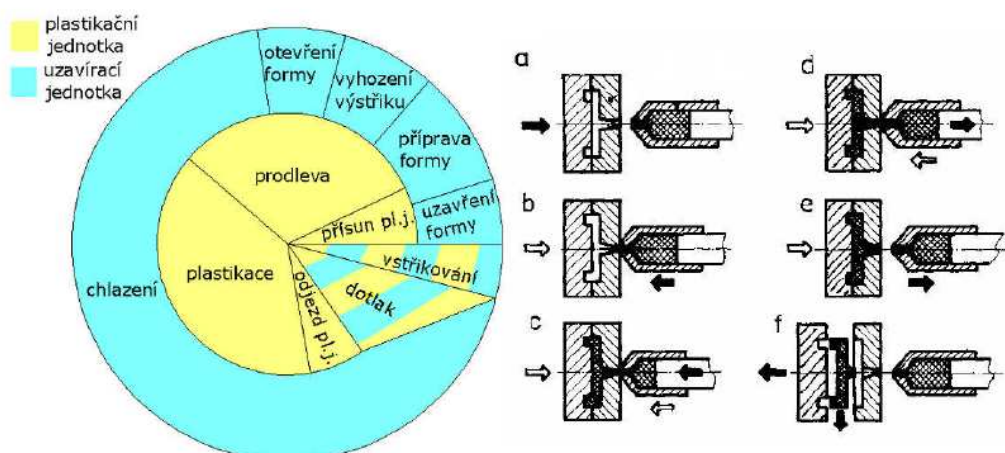 plastikační
jednotka
uzavírací
jednotka
otevření
formy
vyhození
výstřiku
příprava
formy
uzavření
formy
prodleva
přísun pl.j.
vstřikování
dotlak
odjezd pl.j.
plastikace
chlazení
a
b
c
d
e
f